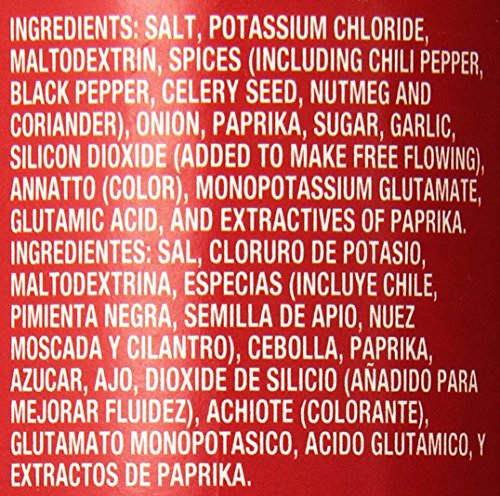 INGREDIENTS: SALT, POTASSIUM CHLORIDE,
MALTODEXTRIN, SPICES (INCLUDING CHILI PEPPER,
BLACK PEPPER, CELERY SEED, NUTMEG AND
CORIANDER), ONION, PAPRIKA, SUGAR, GARLIC,
SILICON DIOXIDE (ADDED TO MAKE FREE FLOWING),
ANNATTO (COLOR), MONOPOTASSIUM GLUTAMATE,
GLUTAMIC ACID, AND EXTRACTIVES OF PAPRIKA.
INGREDIENTES: SAL, CLORURO DE POTASIO,
MALTODEXTRINA, ESPECIAS (INCLUYE CHILE,
PIMIENTA NEGRA, SEMILLA DE APIO, NUEZ
MOSCADA Y CILANTRO), CEBOLLA, PAPRIKA,
AZUCAR, AJO, DIOXIDE DE SILICIO (AÑADIDO PARA
MEJORAR FLUIDEZ), ACHIOTE (COLORANTE),
GLUTAMATO MONOPOTASICO, ACIDO GLUTAMICO, Y
EXTRACTOS DE PAPRIKA.